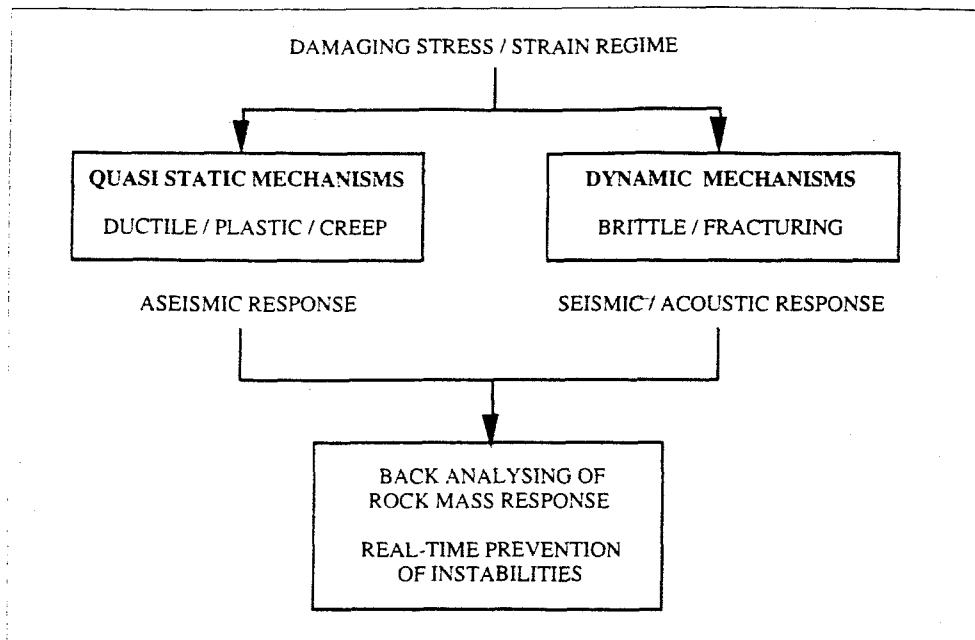 DAMAGING STRESS / STRAIN REGIME
QUASI STATIC MECHANISMS
DUCTILE / PLASTIC / CREEP
DYNAMIC MECHANISMS
BRITTLE / FRACTURING
ASEISMIC RESPONSE
SEISMIC / ACOUSTIC RESPONSE
BACK ANALYSING OF
ROCK MASS RESPONSE
REAL-TIME PREVENTION
OF INSTABILITIES